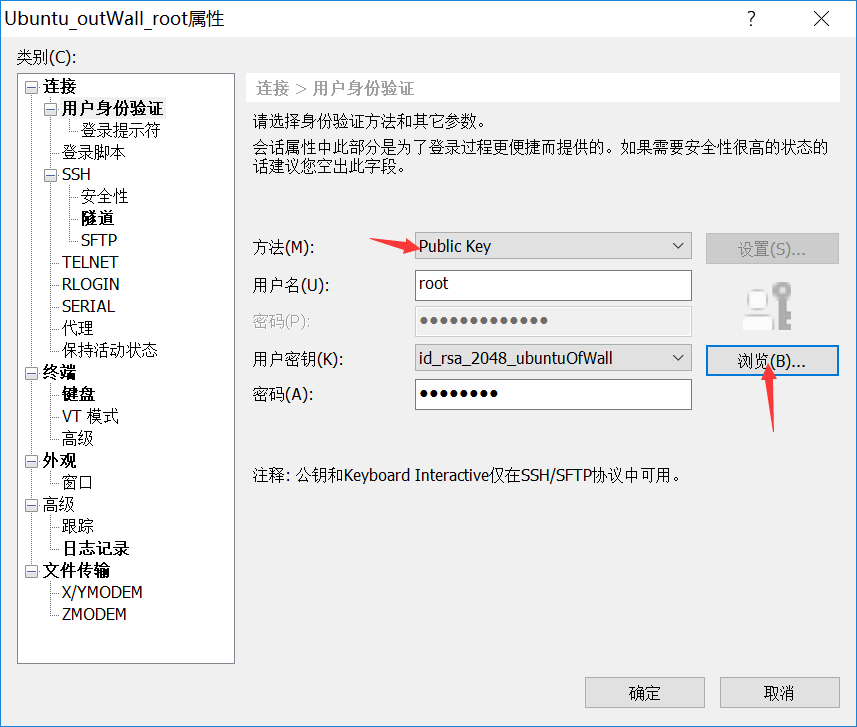 Ubuntu_outWall_root属性
?
类别(C):
连接
用户身份验证
登录提示符
登录脚本
SSH
安全性
隧道
SFTP
TELNET
RLOGIN
SERIAL
代理
保持活动状态
终端
键盘
VT 模式
高级
外观
窗口
高级
跟踪
日志记录
文件传输
X/YMODEM
ZMODEM
连接 > 用户身份验证
请选择身份验证方法和其它参数。
会话属性中此部分是为了登录过程更便捷而提供的。如果需要安全性很高的状态的
话建议您空出此字段。
方法(M):
Public Key
设置(S)...
用户名(U):
root
密码(P):
●●●●●●●●●●●●●
用户密钥(K):
id_rsa_2048_ubuntuOfWall
浏览(B)...
密码(A):
●●●●●●●●
注释: 公钥和Keyboard Interactive仅在SSH/SFTP协议中可用。
确定
取消